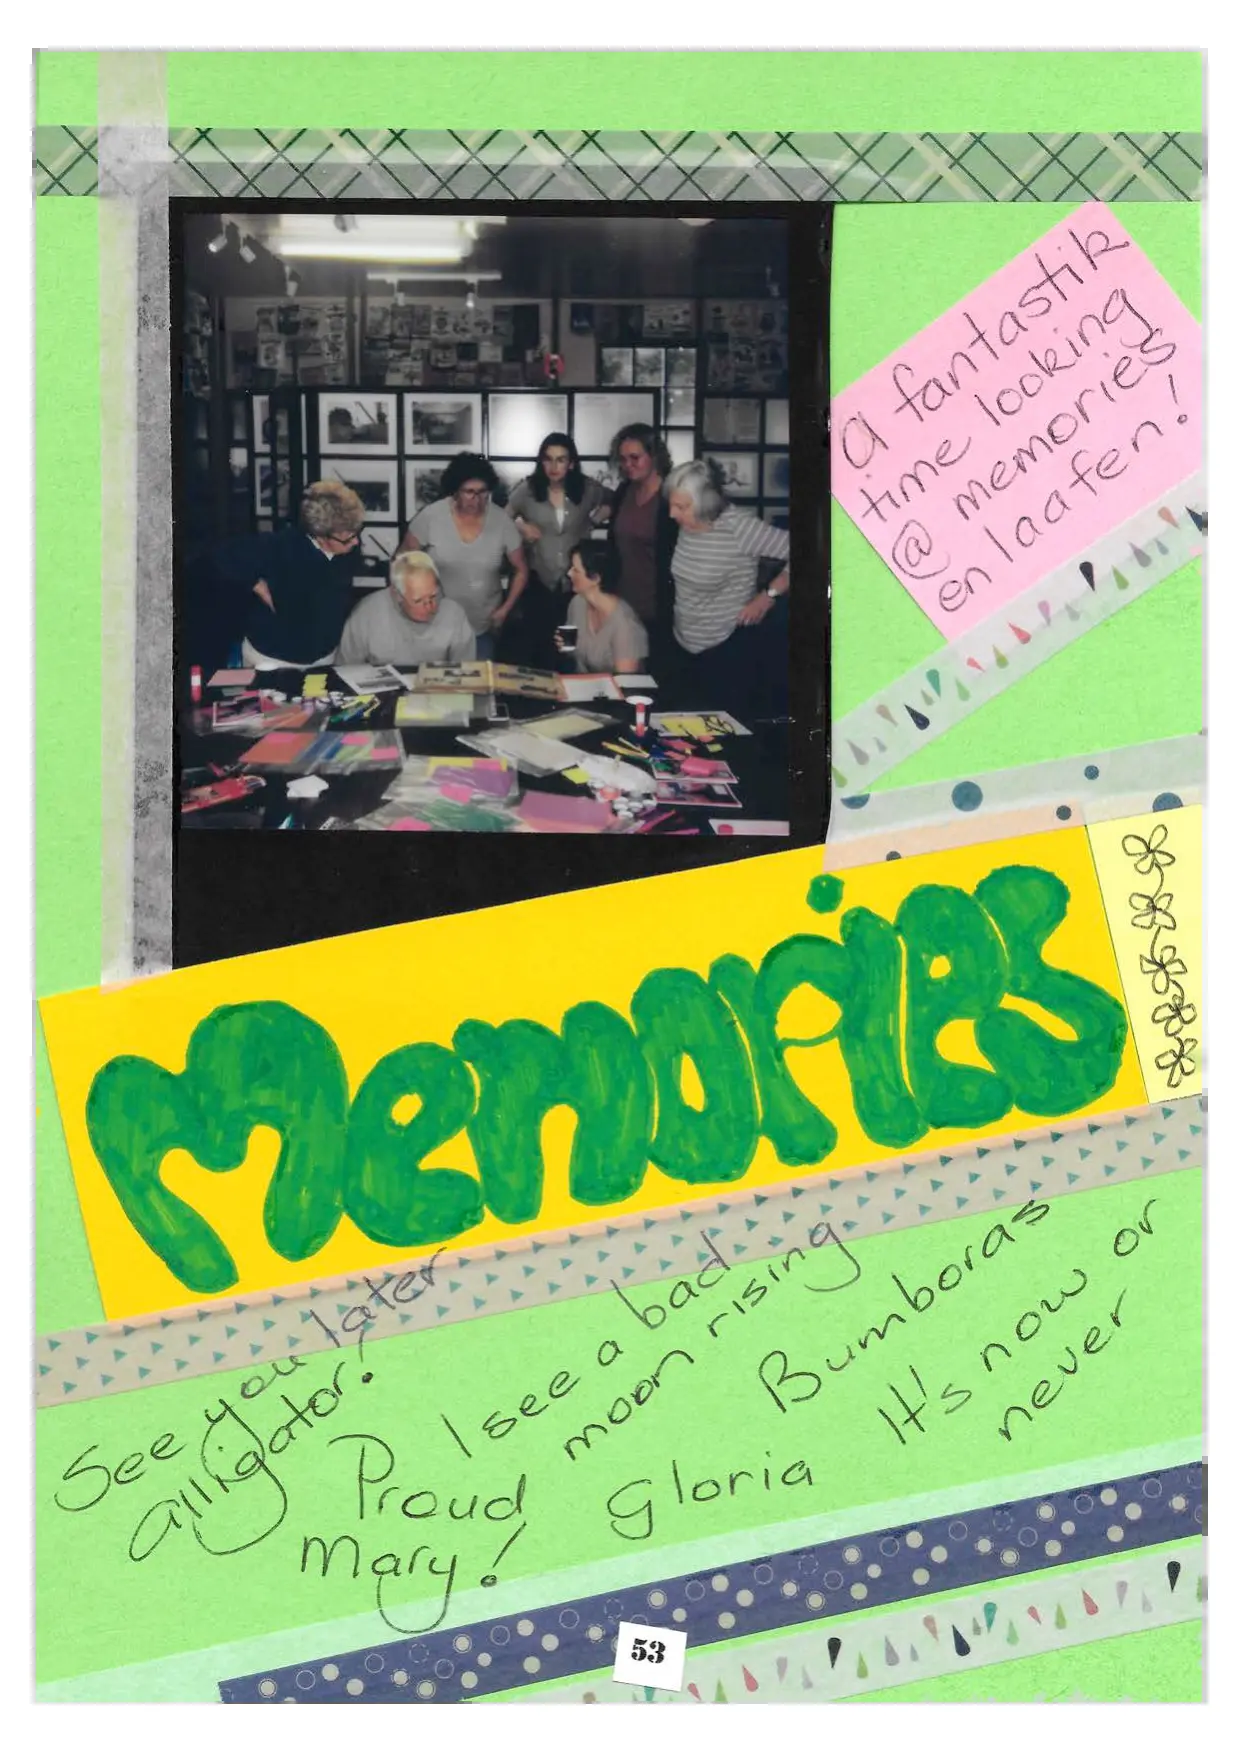 a fantastik
time looking
@ memories
en laafen!
Memories
See you later
alligator!
I see a bad
moon rising
Bumboras
It's now or
never
Proud
Mary!
Gloria
53